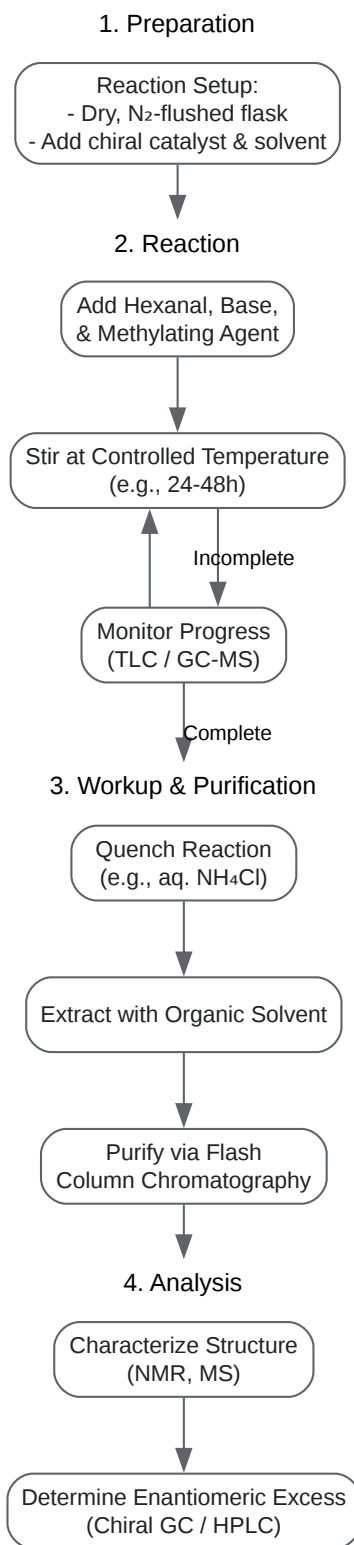 1. Preparation
Reaction Setup:
- Dry, N₂-flushed flask
- Add chiral catalyst & solvent
2. Reaction
Add Hexanal, Base,
& Methylating Agent
Stir at Controlled Temperature
(e.g., 24-48h)
Incomplete
Monitor Progress
(TLC / GC-MS)
Complete
3. Workup & Purification
Quench Reaction
(e.g., aq. NH₄Cl)
Extract with Organic Solvent
Purify via Flash
Column Chromatography
4. Analysis
Characterize Structure
(NMR, MS)
Determine Enantiomeric Excess
(Chiral GC / HPLC)